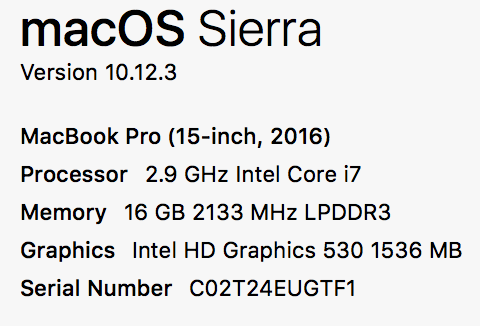 macOS Sierra
Version 10.12.3
MacBook Pro (15-inch, 2016)
Processor 2.9 GHz Intel Core i7
Memory 16 GB 2133 MHz LPDDR3
Graphics Intel HD Graphics 530 1536 MB
Serial Number C02T24EUGTF1